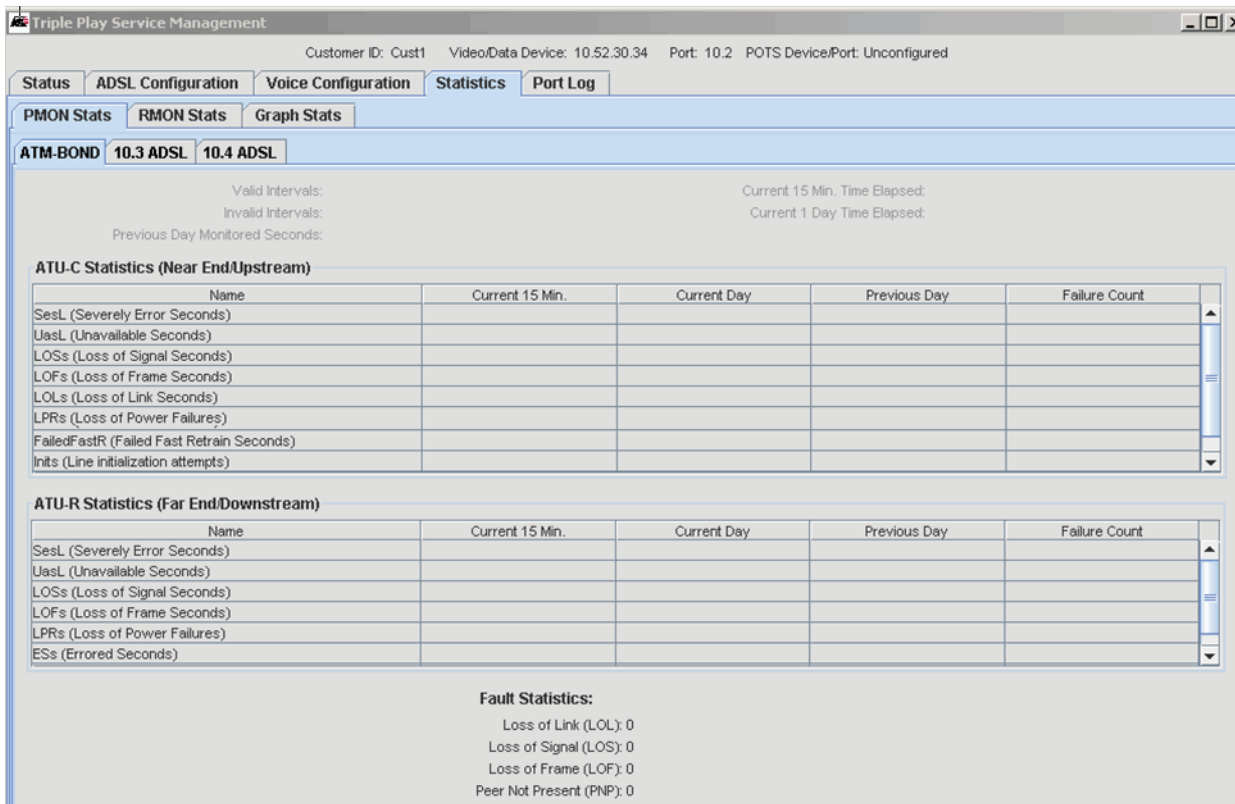 Triple Play Service Management
Customer ID: Cust1 Video/Data Device: 10.52.30.34 Port: 10.2 POTS Device/Port: Unconfigured
Status ADSL Configuration Voice Configuration Statistics Port Log
PMON Stats RMON Stats Graph Stats
ATM-BOND 10.3 ADSL 10.4 ADSL
Valid Intervals: Current 15 Min. Time Elapsed:
Invalid Intervals: Current 1 Day Time Elapsed:
Previous Day Monitored Seconds:
ATU-C Statistics (Near End/Upstream)
Name Current 15 Min. Current Day Previous Day Failure Count
SesL (Severely Error Seconds)
UasL (Unavailable Seconds)
LOSs (Loss of Signal Seconds)
LOFs (Loss of Frame Seconds)
LOLs (Loss of Link Seconds)
LPRs (Loss of Power Failures)
FailedFastR (Failed Fast Retrain Seconds)
Inits (Line initialization attempts)
ATU-R Statistics (Far End/Downstream)
Name Current 15 Min. Current Day Previous Day Failure Count
SesL (Severely Error Seconds)
UasL (Unavailable Seconds)
LOSs (Loss of Signal Seconds)
LOFs (Loss of Frame Seconds)
LPRs (Loss of Power Failures)
ESs (Errored Seconds)
Fault Statistics:
Loss of Link (LOL): 0
Loss of Signal (LOS): 0
Loss of Frame (LOF): 0
Peer Not Present (PNP): 0